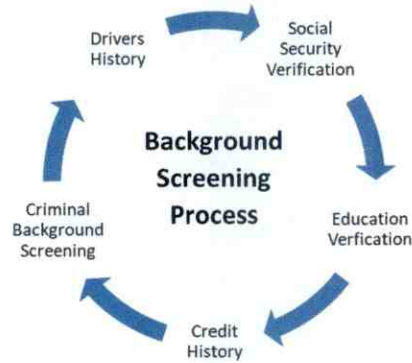 Drivers
History
Social
Security
Verification
Background
Screening
Process
Education
Verfication
Credit
History
Criminal
Background
Screening